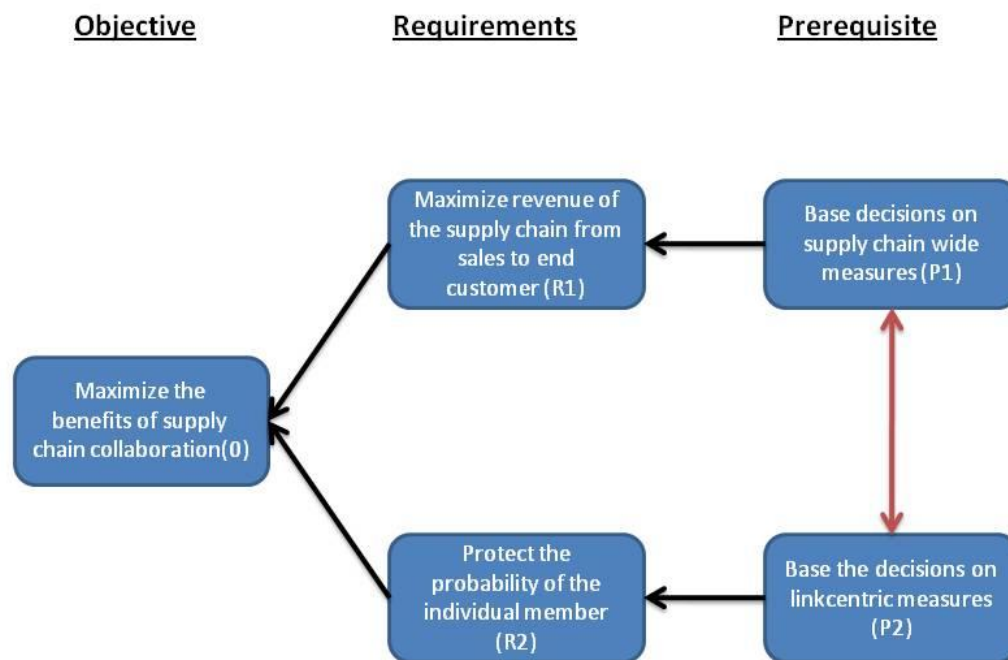 Objective
Requirements
Prerequisite
Maximize revenue of
the supply chain from
sales to end
customer (R1)
Base decisions on
supply chain wide
measures (P1)
Maximize the
benefits of supply
chain collaboration(0)
Protect the
probability of the
individual member
(R2)
Base the decisions on
linkcentric measures
(P2)